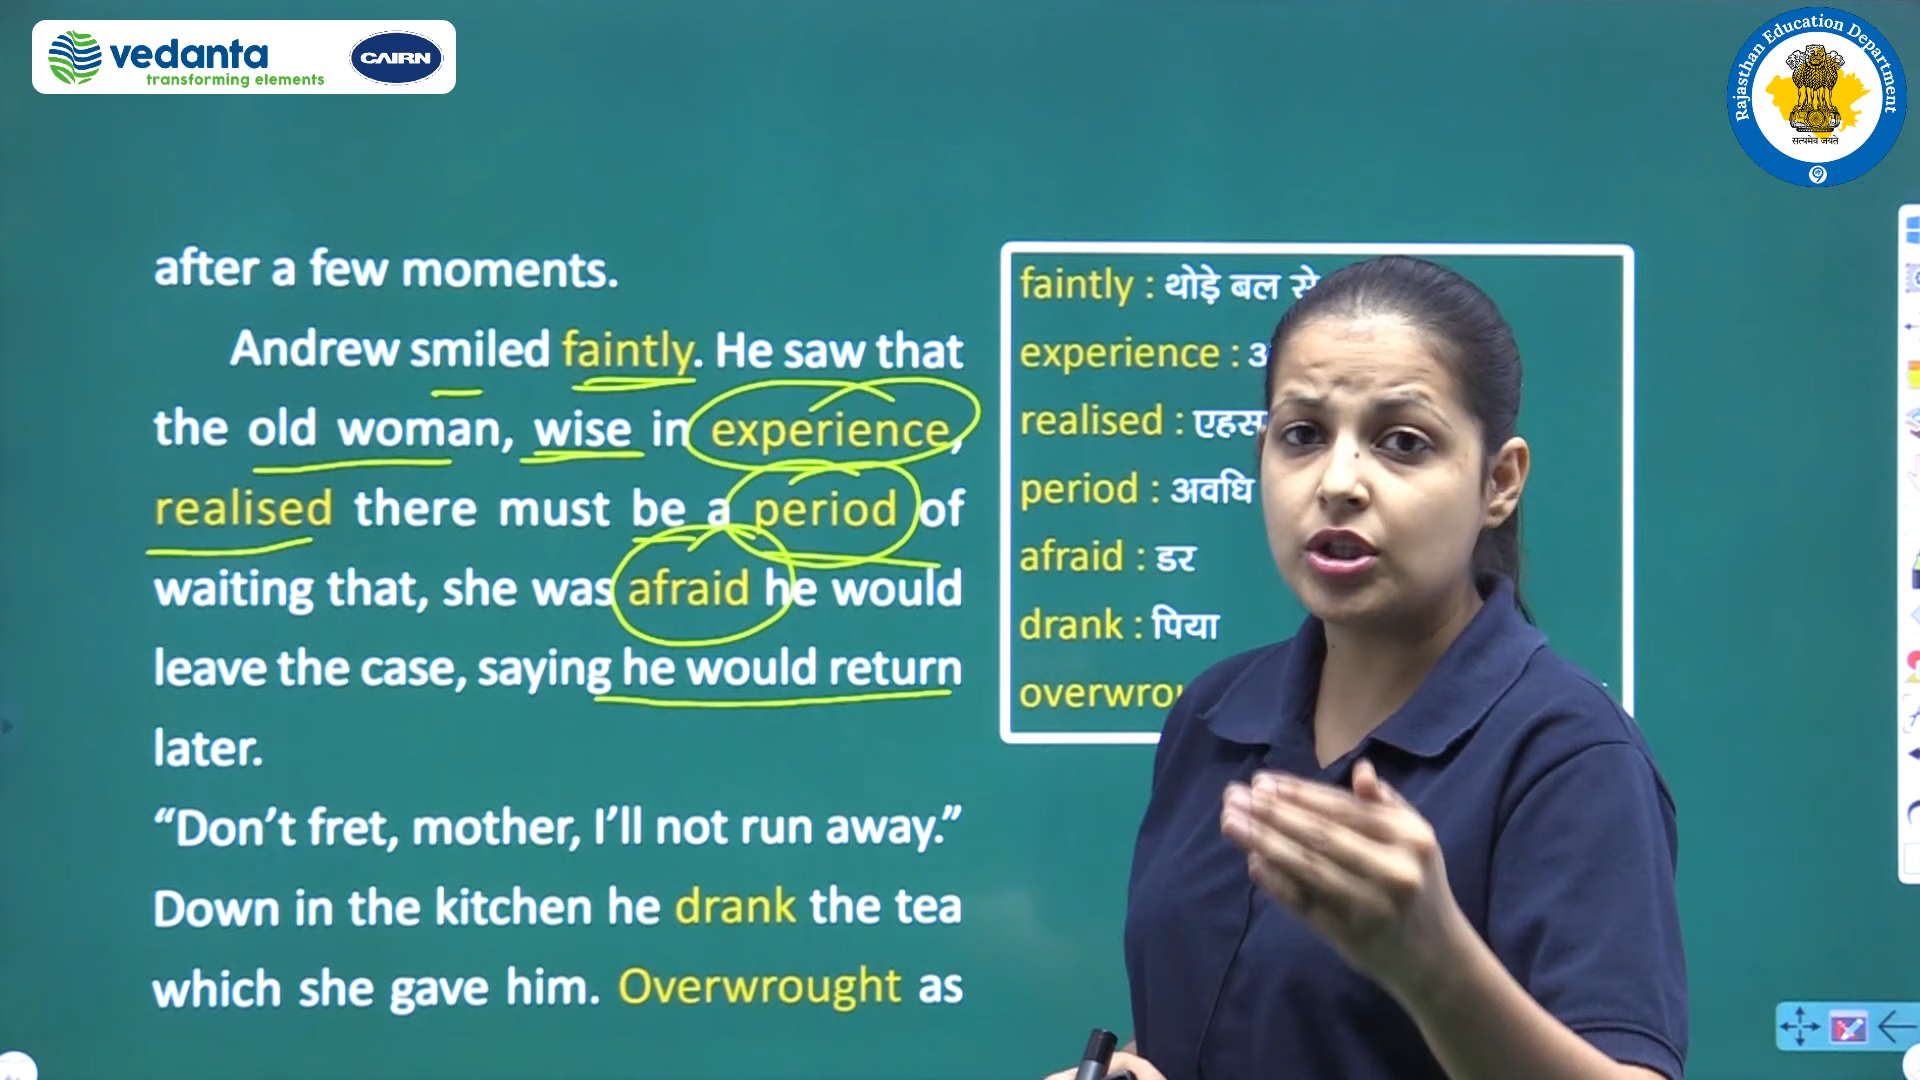 vedanta
transforming elements
CAIRN
Rajasthan Education Department
सत्यमेव जयते
after a few moments.
Andrew smiled faintly. He saw that
the old woman, wise in experience,
realised there must be a period of
waiting that, she was afraid he would
leave the case, saying he would return
later.
“Don’t fret, mother, I’ll not run away.”
Down in the kitchen he drank the tea
which she gave him. Overwrought as
faintly : थोड़े बल से
experience :
realised :
period : अवधि
afraid : डर
drank : पिया